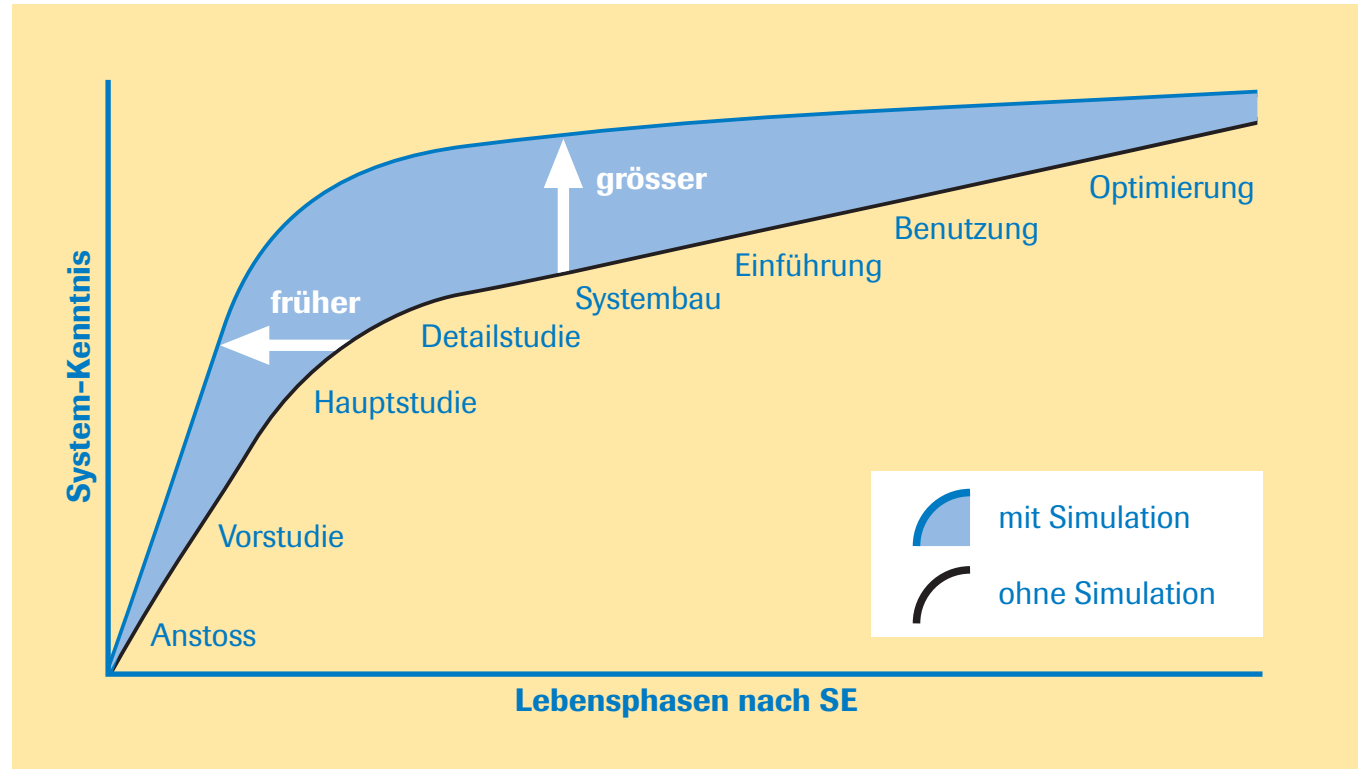 System-Kenntnis
grösser
früher
Optimierung
Benutzung
Einführung
Systembau
Detailstudie
Hauptstudie
Vorstudie
Anstoss
mit Simulation
ohne Simulation
Lebensphasen nach SE